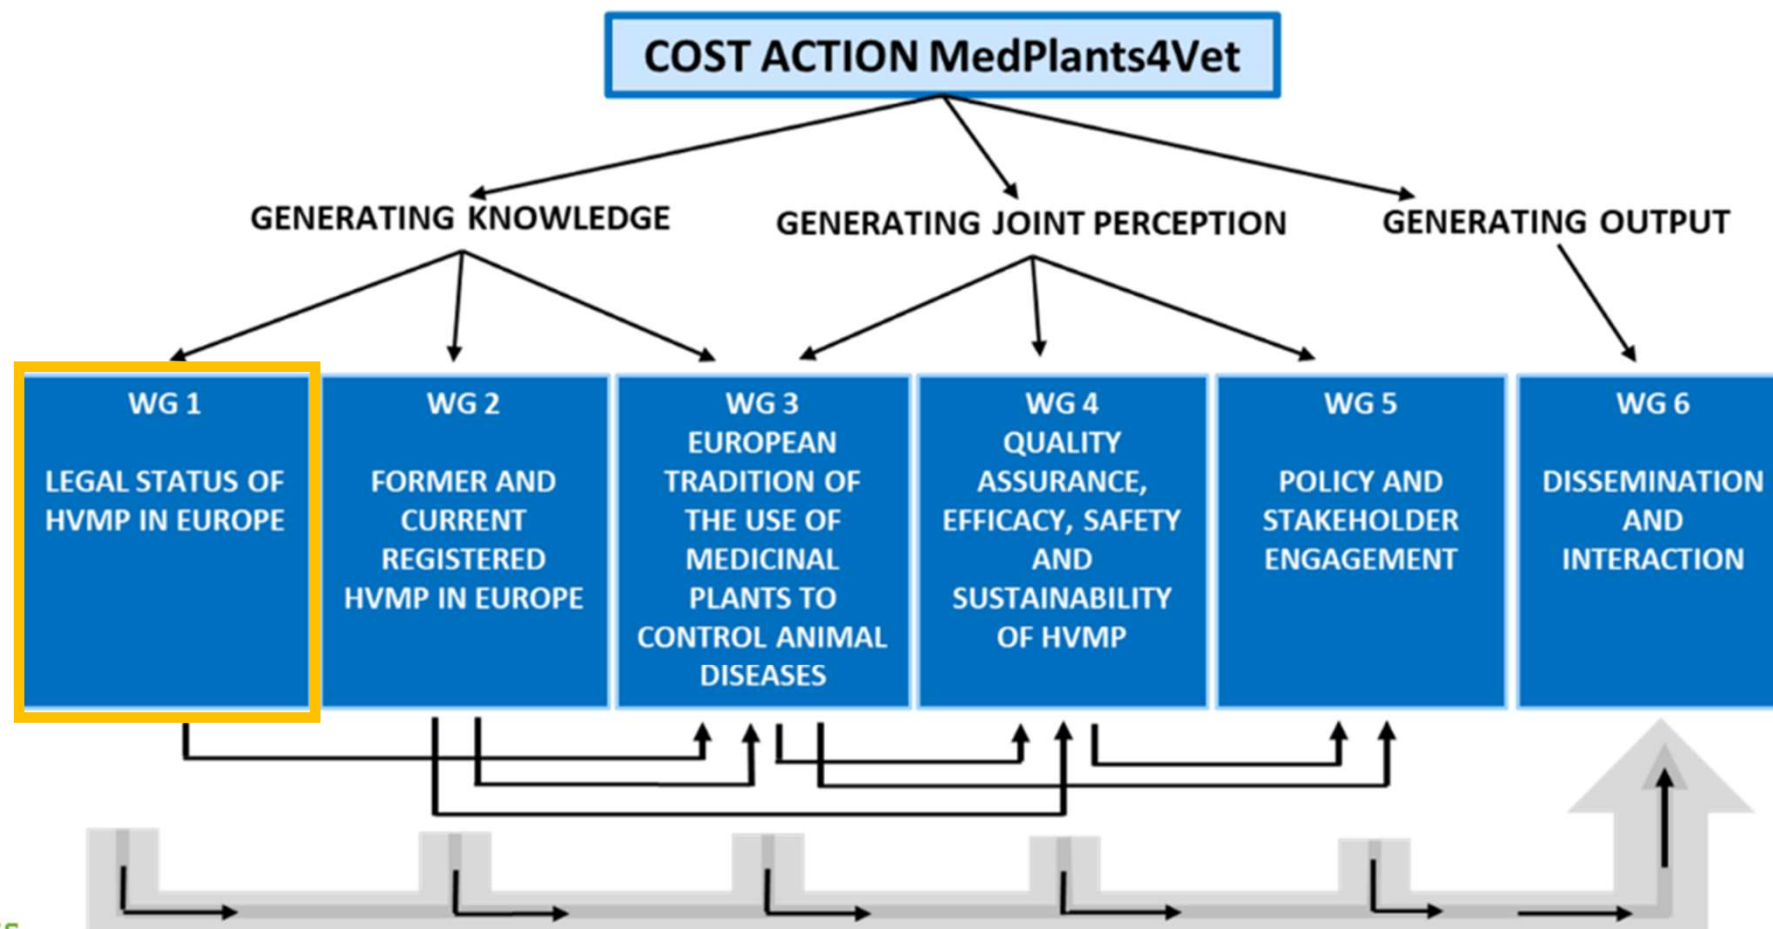 COST ACTION MedPlants4Vet
GENERATING KNOWLEDGE
GENERATING JOINT PERCEPTION
GENERATING OUTPUT
WG 1
LEGAL STATUS OF
HVMP IN EUROPE
WG 2
FORMER AND
CURRENT
REGISTERED
HVMP IN EUROPE
WG 3
EUROPEAN
TRADITION OF
THE USE OF
MEDICINAL
PLANTS TO
CONTROL ANIMAL
DISEASES
WG 4
QUALITY
ASSURANCE,
EFFICACY, SAFETY
AND
SUSTAINABILITY
OF HVMP
WG 5
POLICY AND
STAKEHOLDER
ENGAGEMENT
WG 6
DISSEMINATION
AND
INTERACTION